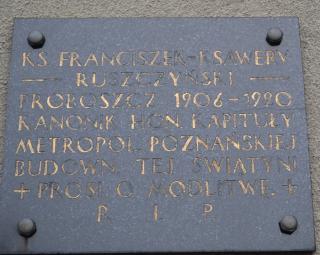 KS. FRANCISZEK-KSAWERY
— RUSZCZYŃSKI —
PROBOSZCZ 1906-1920
KANONIK HON. KAPITUŁY
METROPOL. POZNAŃSKIEJ
BUDOWN. TEJ ŚWIĄTYNI
+ PROSI O MODLITWĘ. +
R. I. P.